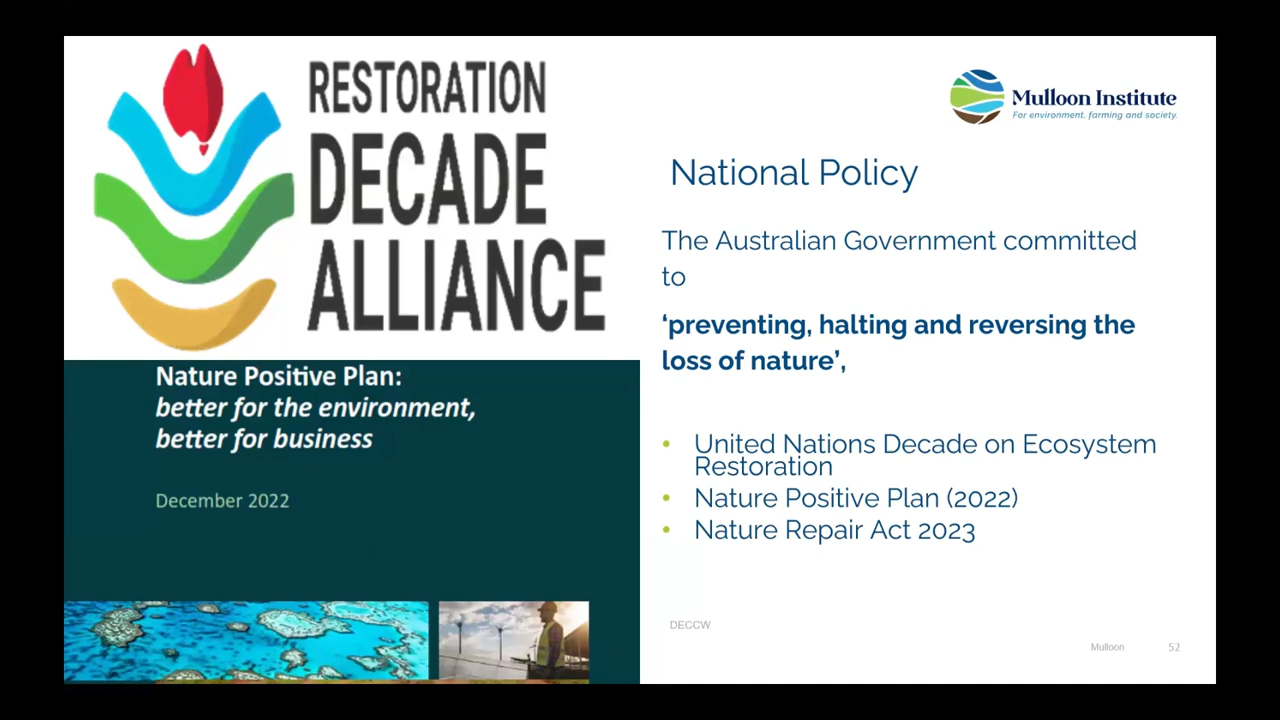 RESTORATION
DECADE
ALLIANCE
Nature Positive Plan:
better for the environment,
better for business
December 2022
Mulloon Institute
For environment, farming and society.
National Policy
The Australian Government committed
to
‘preventing, halting and reversing the
loss of nature’,
• United Nations Decade on Ecosystem
Restoration
• Nature Positive Plan (2022)
• Nature Repair Act 2023
DECCW
Mulloon 52